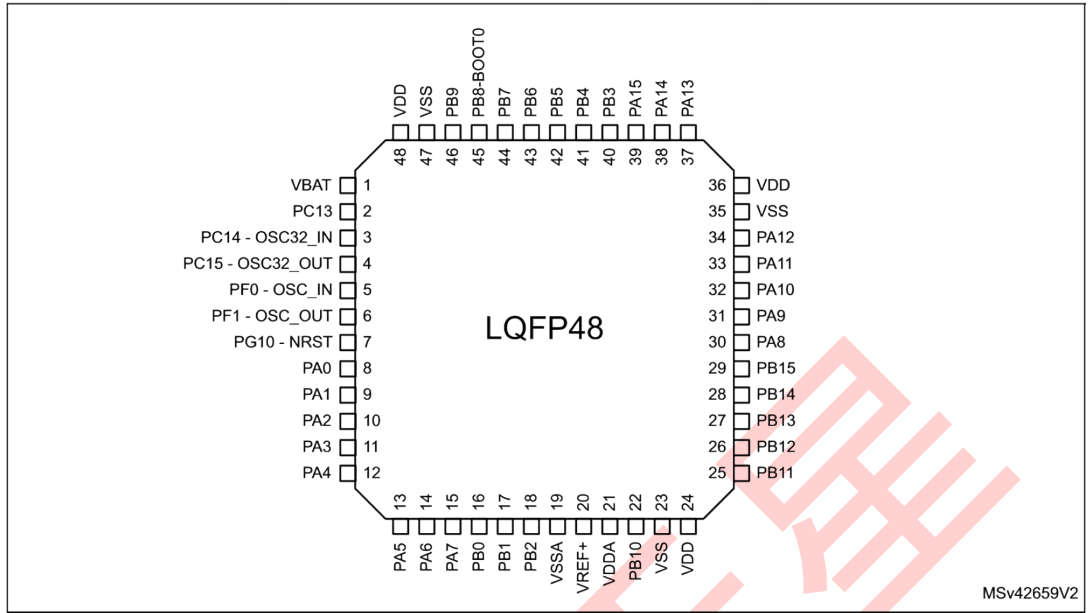 VDD
VSS
PB9
PB8-BOOT0
PB7
PB6
PB5
PB4
PB3
PA15
PA14
PA13
48
47
46
45
44
43
42
41
40
39
38
37
VBAT 1
PC13 2
PC14 - OSC32_IN 3
PC15 - OSC32_OUT 4
PF0 - OSC_IN 5
PF1 - OSC_OUT 6
PG10 - NRST 7
PA0 8
PA1 9
PA2 10
PA3 11
PA4 12
LQFP48
36 VDD
35 VSS
34 PA12
33 PA11
32 PA10
31 PA9
30 PA8
29 PB15
28 PB14
27 PB13
26 PB12
25 PB11
13
14
15
16
17
18
19
20
21
22
23
24
PA5
PA6
PA7
PB0
PB1
PB2
VSSA
VREF+
VDDA
PB10
VSS
VDD
MSv42659V2